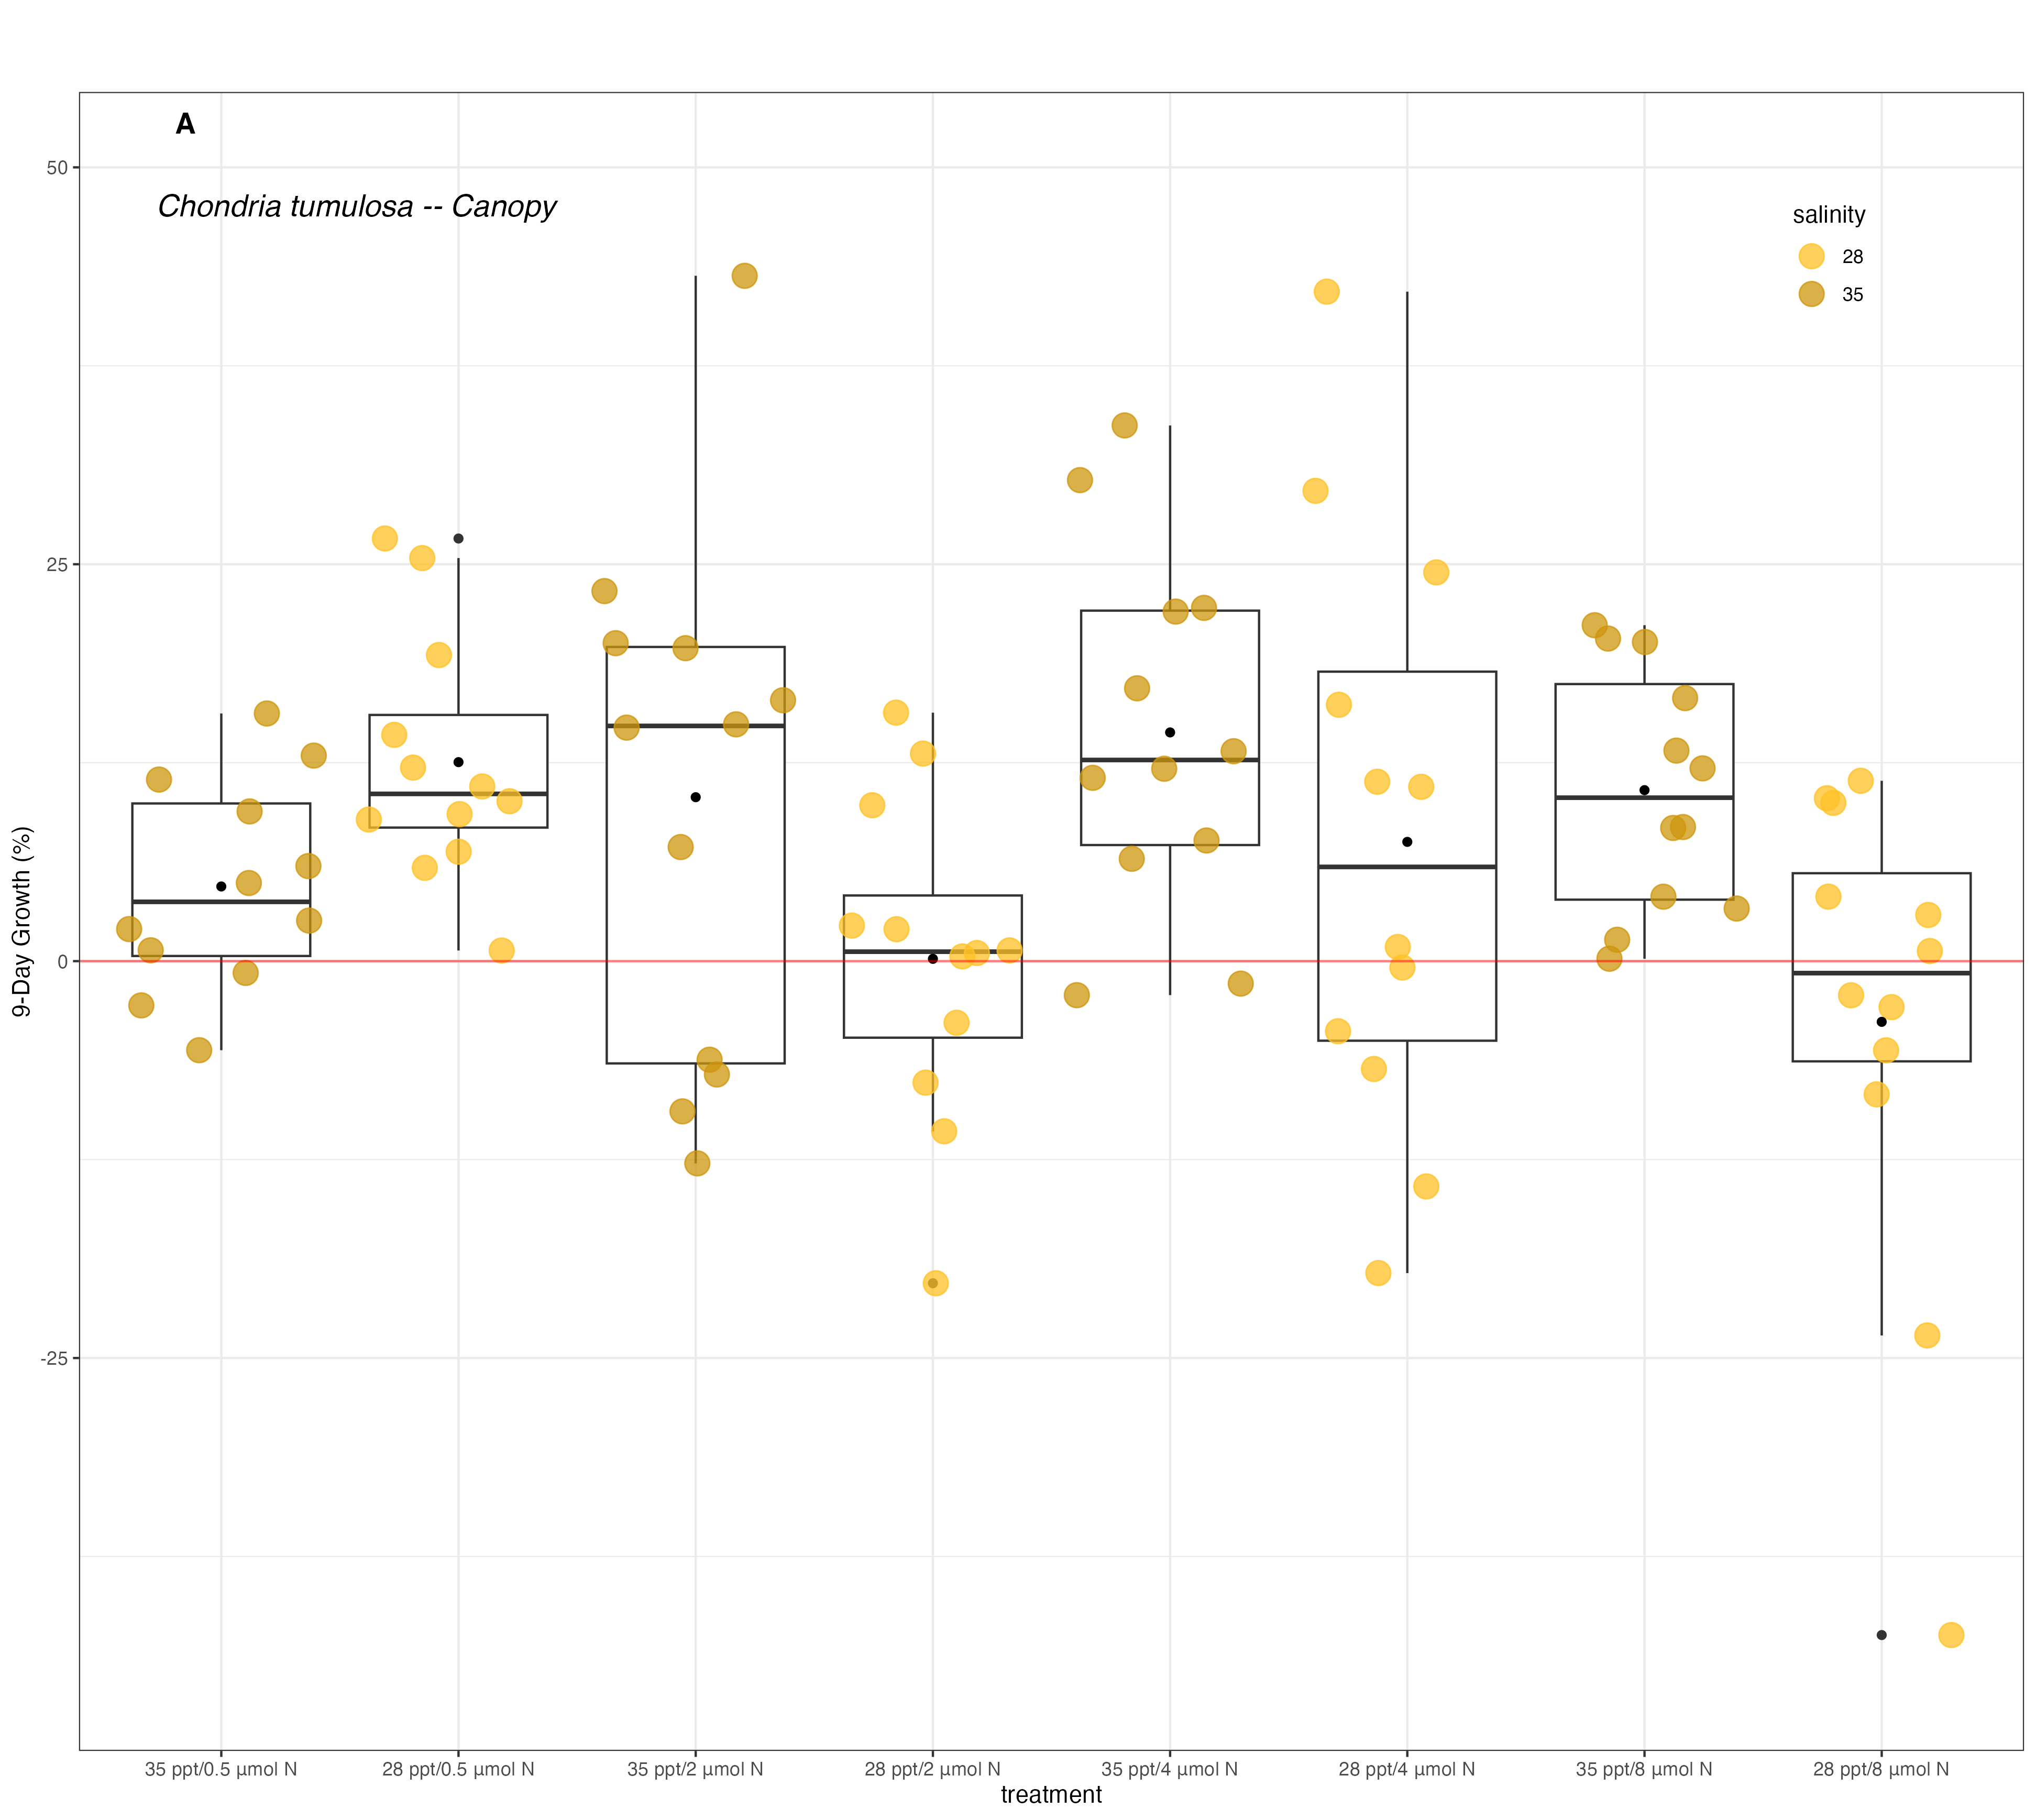 A
50
Chondria tumulosa -- Canopy
salinity
28
35
25
0
-25
9-Day Growth (%)
35 ppt/0.5 μmol N
28 ppt/0.5 μmol N
35 ppt/2 μmol N
28 ppt/2 μmol N
35 ppt/4 μmol N
28 ppt/4 μmol N
35 ppt/8 μmol N
28 ppt/8 μmol N
treatment